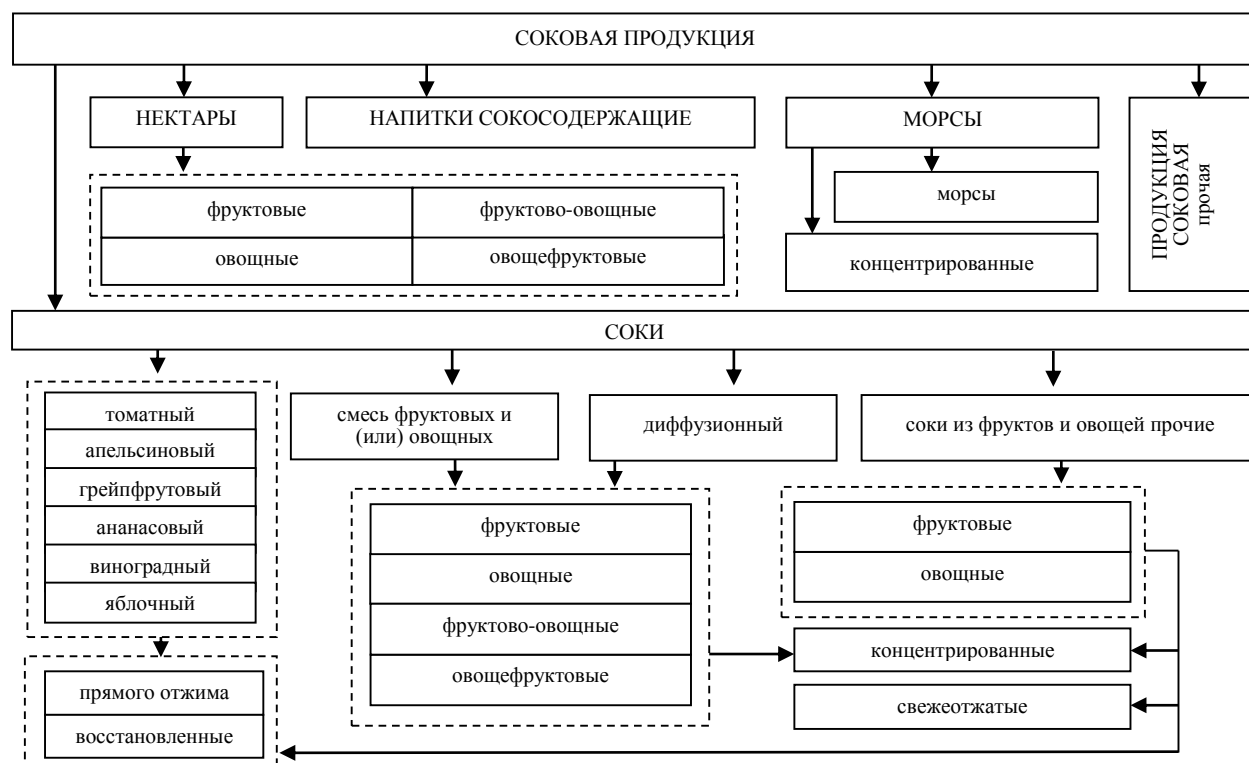 СОКОВАЯ ПРОДУКЦИЯ
НЕКТАРЫ
НАПИТКИ СОКОСОДЕРЖАЩИЕ
МОРСЫ
ПРОДУКЦИЯ
СОКОВАЯ
прочая
фруктовые
фруктово-овощные
овощные
овощефруктовые
морсы
концентрированные
СОКИ
томатный
апельсиновый
грейпфрутовый
ананасовый
виноградный
яблочный
прямого отжима
восстановленные
смесь фруктовых и
(или) овощных
диффузионный
фруктовые
овощные
фруктово-овощные
овощефруктовые
соки из фруктов и овощей прочие
фруктовые
овощные
концентрированные
свежеотжатые